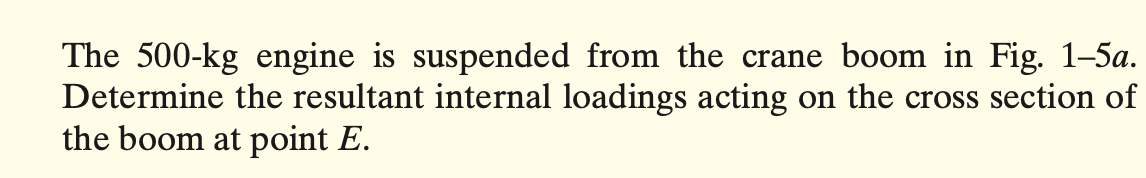 The 500-kg engine is suspended from the crane boom in Fig. 1–5a.
Determine the resultant internal loadings acting on the cross section of
the boom at point E.